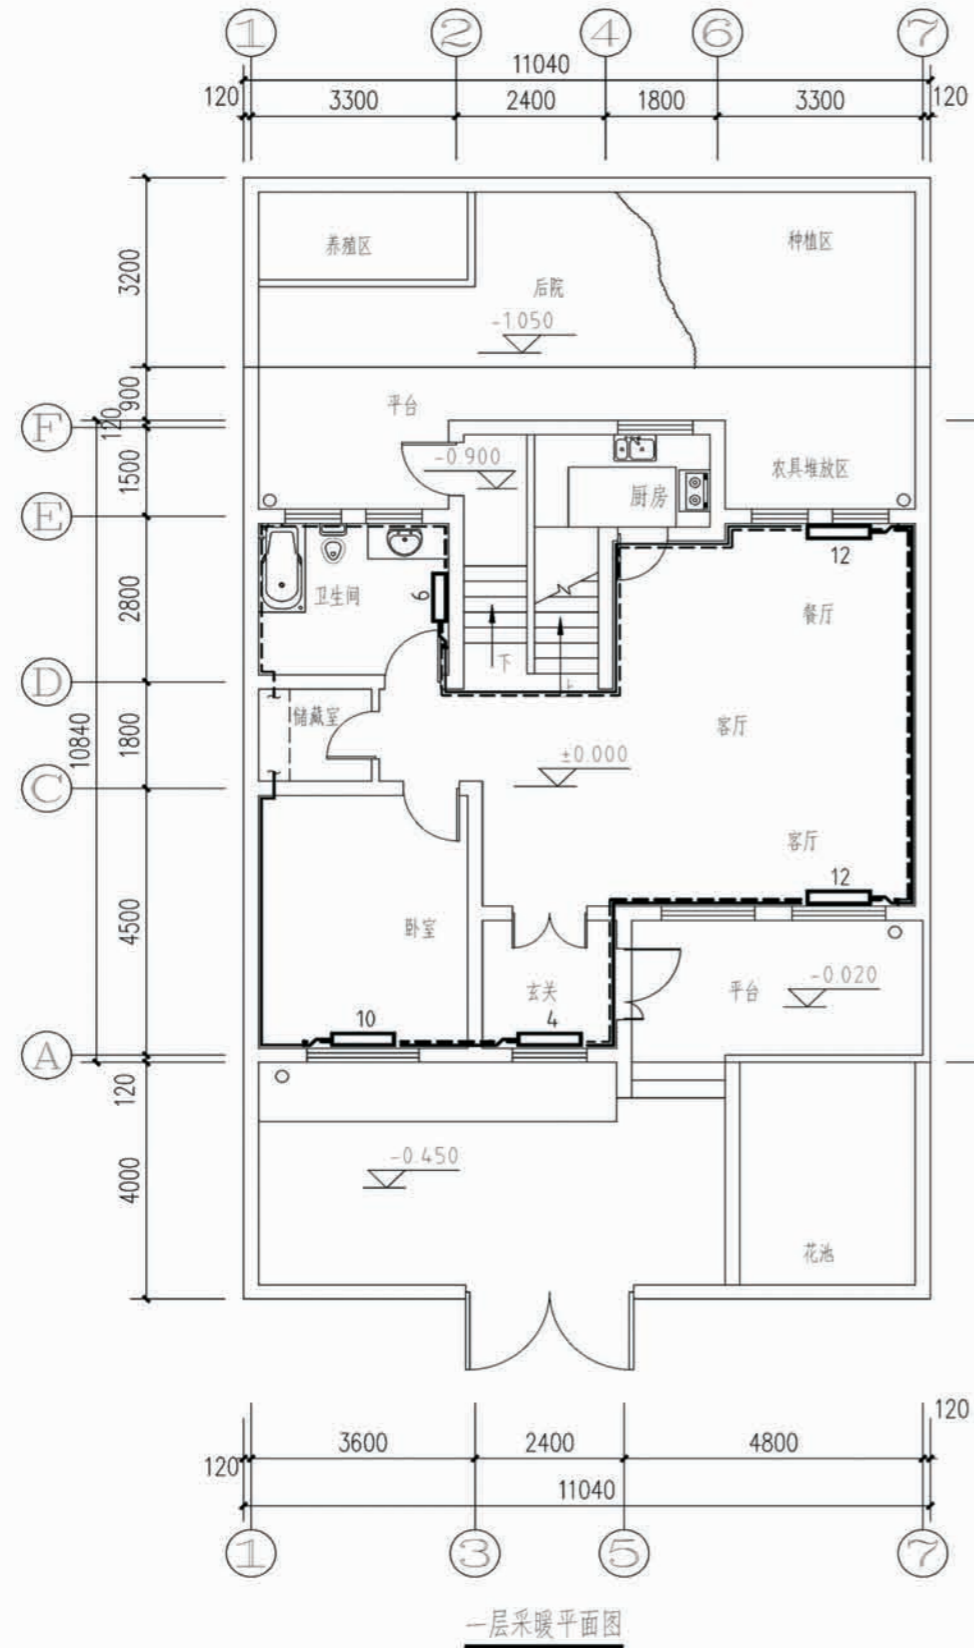 1 2 4 6 7
11040
120 3300 2400 1800 3300 120
养殖区
种植区
后院
-1.050
3200
900
平台
F
120
-0.900
1500
厨房
农具堆放区
E
12
卫生间
6
餐厅
2800
下
上
D
储藏室
客厅
10840
1800
±0.000
C
客厅
12
4500
卧室
玄关
平台
-0.020
10
4
A
120
-0.450
4000
花池
120
3600 2400 4800
120
11040
1 3 5 7
一层采暖平面图